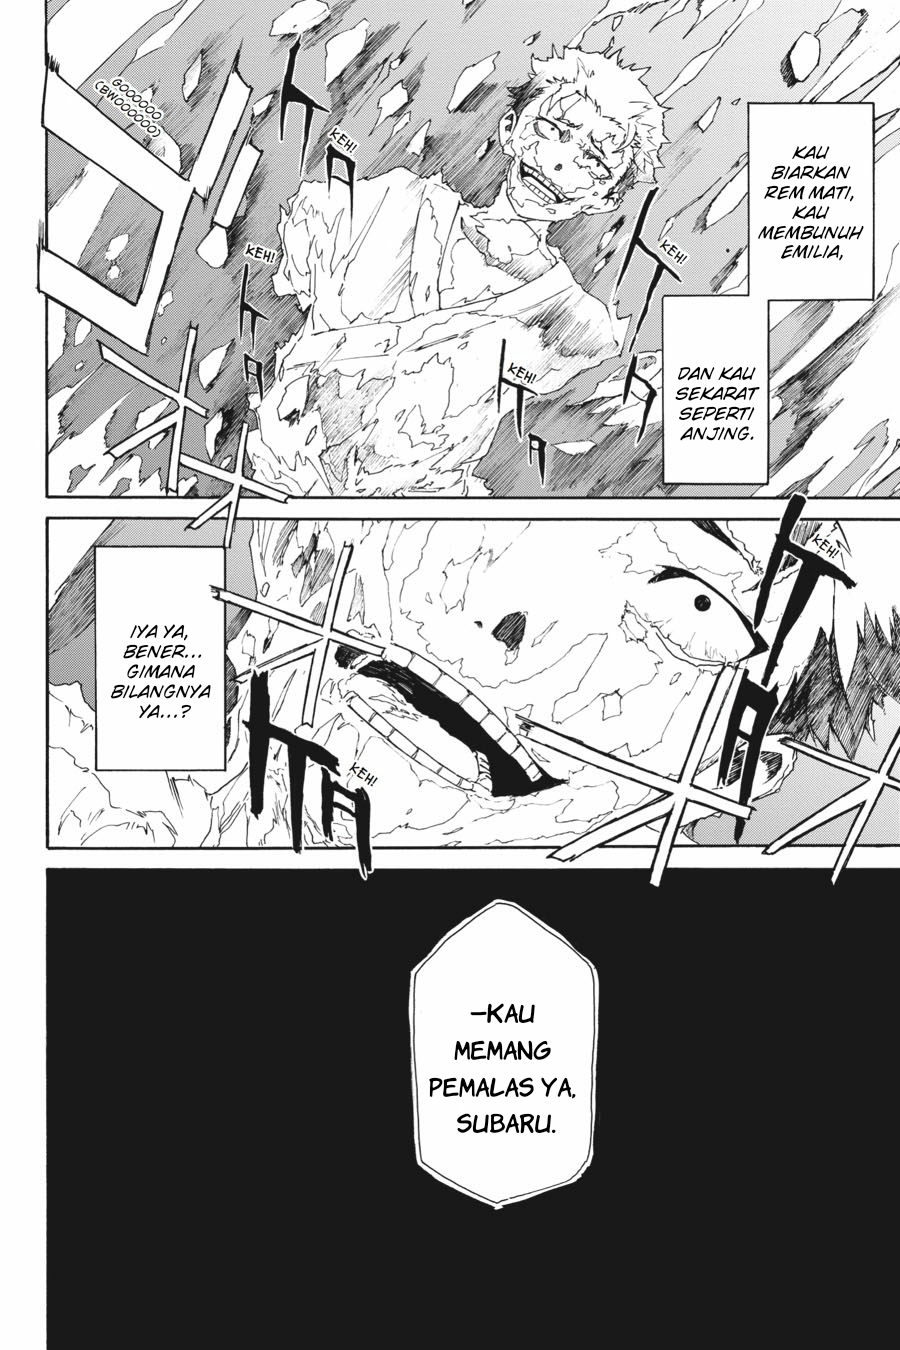 KAU
BIARKAN
REM MATI,
KAU
MEMBUNUH
EMILIA,
KEH!
KEH!
KEH!
GOOOOOO
(BWOOOOOO)
KEH!
KEH!
DAN KAU
SEKARAT
SEPERTI
ANJING.
KEH!
KEH!
IYA YA,
BENER...
GIMANA
BILANGNYA
YA...?
-KAU
MEMANG
PEMALAS YA,
SUBARU.